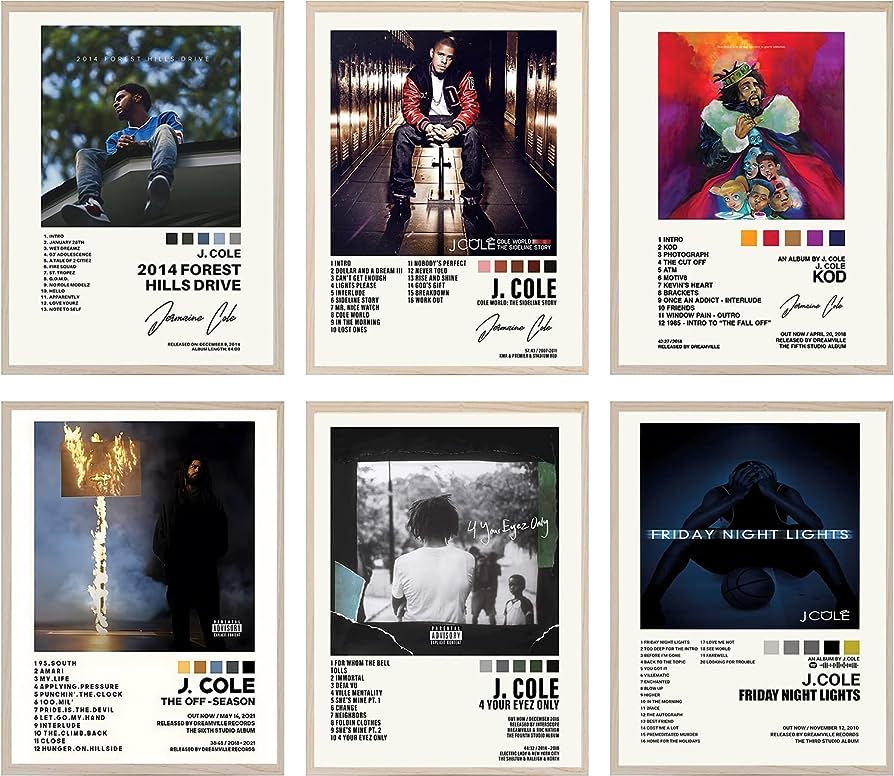 2014 FOREST HILLS DRIVE
1. INTRO
2. JANUARY 28TH
3. WET DREAMZ
4. 03' ADOLESCENCE
5. A TALE OF 2 CITIEZ
6. FIRE SQUAD
7. ST. TROPEZ
8. G.O.M.D.
9. NO ROLE MODELZ
10. HELLO
11. APPARENTLY
12. LOVE YOURZ
13. NOTE TO SELF
J. COLE
2014 FOREST
HILLS DRIVE
Jermaine Cole
RELEASED ON DECEMBER 9, 2014
ALBUM LENGTH: 64:00
J COLE COLE WORLD:
THE SIDELINE STORY
1 INTRO
2 DOLLAR AND A DREAM III
3 CAN'T GET ENOUGH
4 LIGHTS PLEASE
5 INTERLUDE
6 SIDELINE STORY
7 MR. NICE WATCH
8 COLE WORLD
9 IN THE MORNING
10 LOST ONES
11 NOBODY'S PERFECT
12 NEVER TOLD
13 RISE AND SHINE
14 GOD'S GIFT
15 BREAKDOWN
16 WORK OUT
J. COLE
COLE WORLD: THE SIDELINE STORY
Jermaine Cole
57:43 / 2007-2011
KMA & PREMIER & STADIUM RED
1 INTRO
2 KOD
3 PHOTOGRAPH
4 THE CUT OFF
5 ATM
6 MOTIV8
7 KEVIN'S HEART
8 BRACKETS
9 ONCE AN ADDICT - INTERLUDE
10 FRIENDS
11 WINDOW PAIN - OUTRO
12 1985 - INTRO TO "THE FALL OFF"
42:27 / 2018
RELEASED BY DREAMVILLE
AN ALBUM BY J. COLE
J. COLE
KOD
Jermaine Cole
OUT NOW / APRIL 20, 2018
RELEASED BY DREAMVILLE
THE FIFTH STUDIO ALBUM
PARENTAL
ADVISORY
EXPLICIT CONTENT
1 95.SOUTH
2 AMARI
3 MY.LIFE
4 APPLYING.PRESSURE
5 PUNCHIN'.THE.CLOCK
6 100.MIL'
7 PRIDE.IS.THE.DEVIL
8 LET.GO.MY.HAND
9 INTERLUDE
10 THE.CLIMB.BACK
11 CLOSE
12 HUNGER.ON.HILLSIDE
J. COLE
THE OFF-SEASON
OUT NOW / MAY 14, 2021
RELEASED BY DREAMVILLE RECORDS
THE SIXTH STUDIO ALBUM
38:48 / 2018 - 2021
RELEASED BY DREAMVILLE RECORDS
4 Your Eyez Only
PARENTAL
ADVISORY
EXPLICIT CONTENT
1 FOR WHOM THE BELL
TOLLS
2 IMMORTAL
3 DEJA VU
4 VILLE MENTALITY
5 SHE'S MINE PT. 1
6 CHANGE
7 NEIGHBORS
8 FOLDIN CLOTHES
9 SHE'S MINE PT. 2
10 4 YOUR EYEZ ONLY
J. COLE
4 YOUR EYEZ ONLY
OUT NOW / DECEMBER 2016
RELEASED BY INTERSCOPE
DREAMVILLE & ROC NATION
THE FOURTH STUDIO ALBUM
44:32 / 2014 - 2016
ELECTRIC LADY & NEW YORK CITY
THE SHELTUH & RALEIGH & NORTH
FRIDAY NIGHT LIGHTS
J COLE
1 FRIDAY NIGHT LIGHTS
2 TOO DEEP FOR THE INTRO
3 BEFORE I'M GONE
4 BACK TO THE TOPIC
5 YOU GOT IT
6 VILLEMATIC
7 ENCHANTED
8 BLOW UP
9 HIGHER
10 IN THE MORNING
11 2FACE
12 THE AUTOGRAPH
13 BEST FRIEND
14 COST ME A LOT
15 PREMEDITATED MURDER
16 HOME FOR THE HOLIDAYS
17 LOVE ME NOT
18 SEE WORLD
19 FAREWELL
20 LOOKING FOR TROUBLE
AN ALBUM BY J.COLE
J.COLE
FRIDAY NIGHT LIGHTS
OUT NOW / NOVEMBER 12, 2010
RELEASED BY DREAMVILLE RECORDS
THE THIRD STUDIO ALBUM